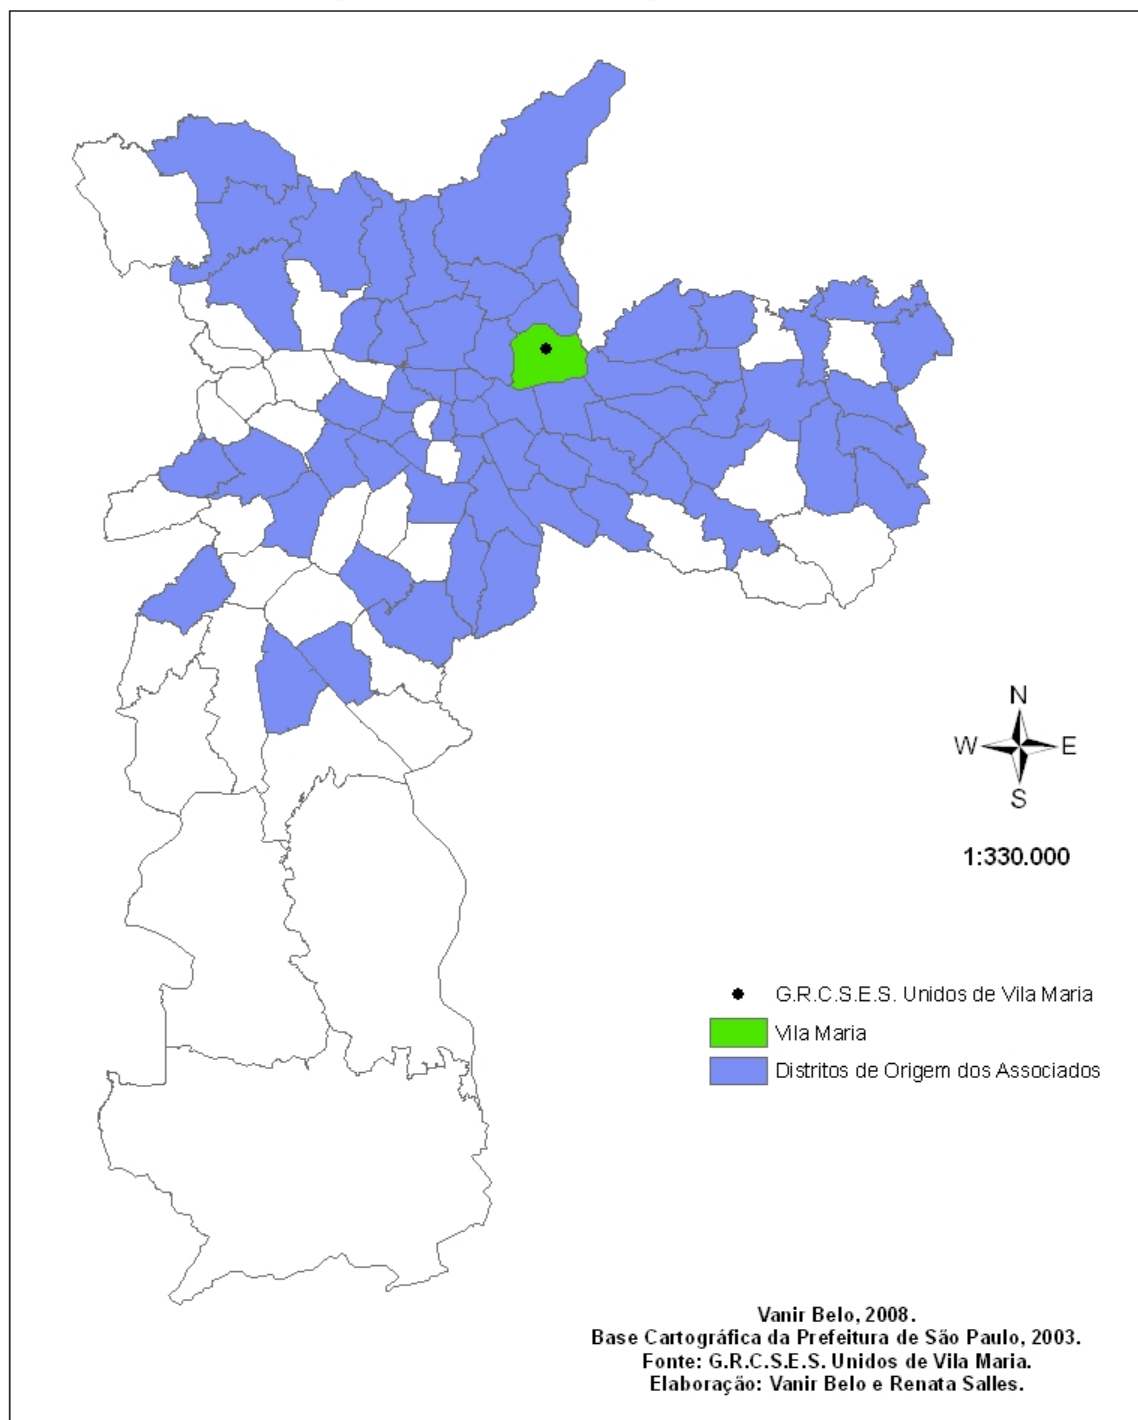 N
W E
S
1:330.000
G.R.C.S.E.S. Unidos de Vila Maria
Vila Maria
Distritos de Origem dos Associados
Vanir Belo, 2008.
Base Cartográfica da Prefeitura de São Paulo, 2003.
Fonte: G.R.C.S.E.S. Unidos de Vila Maria.
Elaboração: Vanir Belo e Renata Salles.